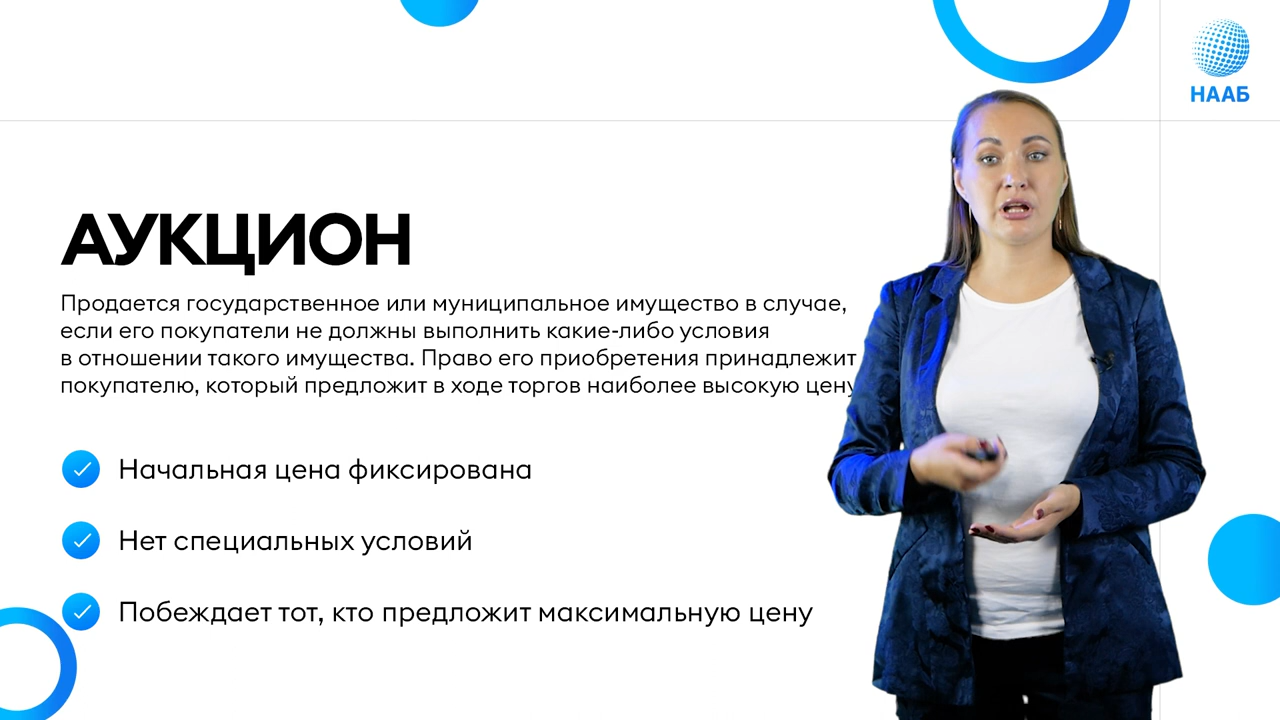 НААБ
АУКЦИОН
Продается государственное или муниципальное имущество в случае,
если его покупатели не должны выполнить какие-либо условия
в отношении такого имущества. Право его приобретения принадлежит
покупателю, который предложит в ходе торгов наиболее высокую цену
Начальная цена фиксирована
Нет специальных условий
Побеждает тот, кто предложит максимальную цену